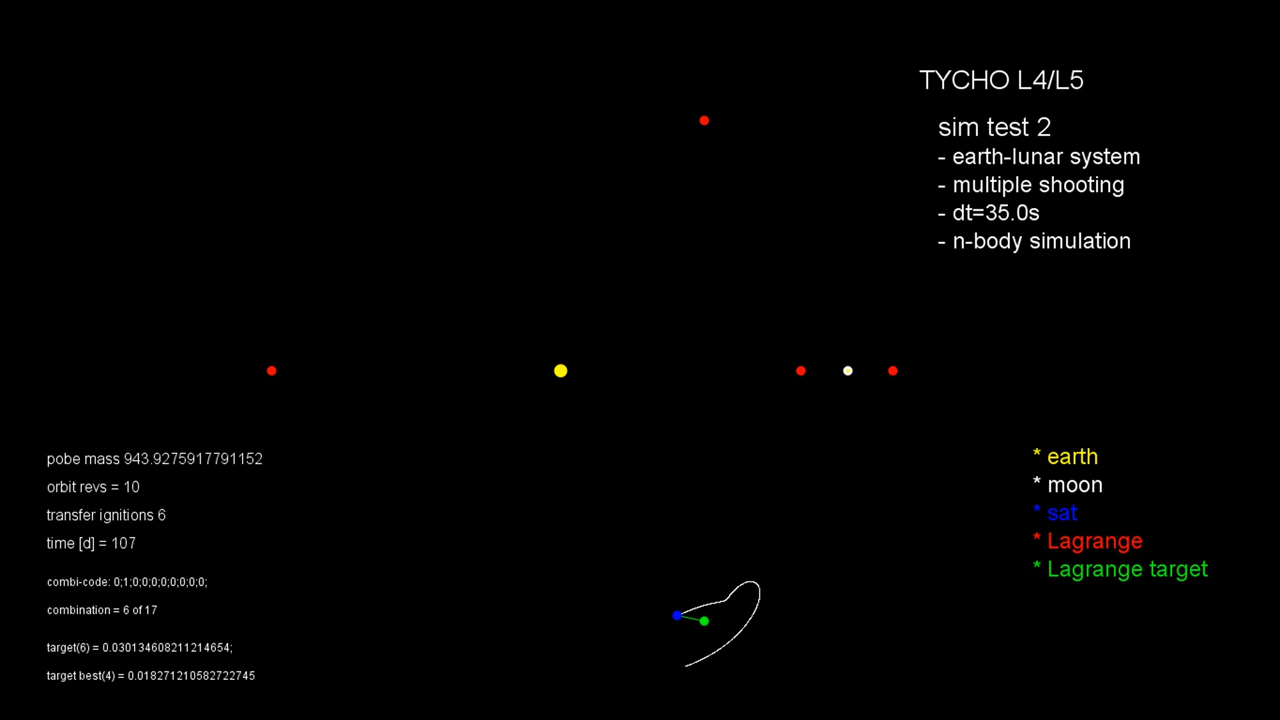 TYCHO L4/L5
sim test 2
- earth-lunar system
- multiple shooting
- dt=35.0s
- n-body simulation
pobe mass 943.9275917791152
orbit revs = 10
transfer ignitions 6
time [d] = 107
combi-code: 0;1;0;0;0;0;0;0;0;0;
combination = 6 of 17
target(6) = 0.030134608211214654;
target best(4) = 0.018271210582722745
* earth
* moon
* sat
* Lagrange
* Lagrange target